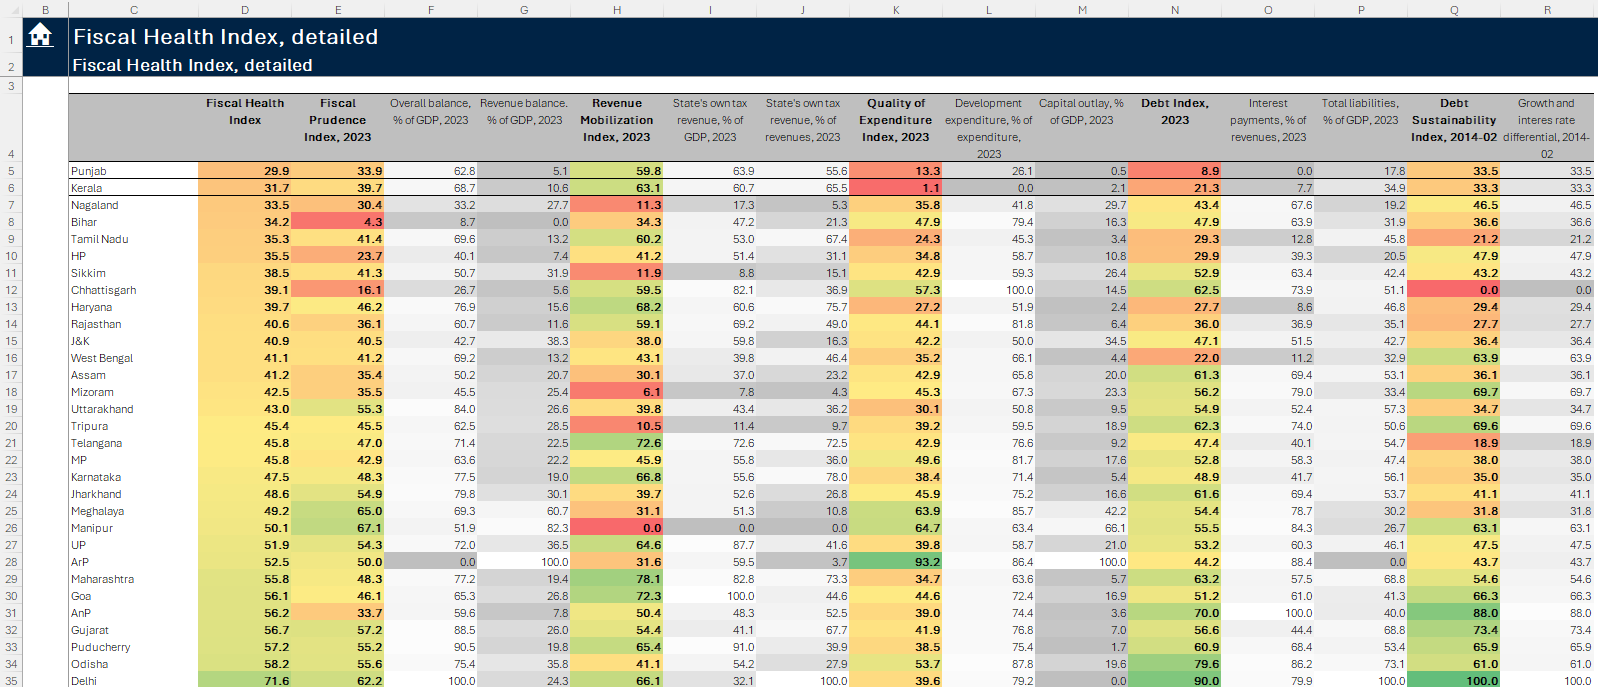 B C D E F G H I J K L M N O P Q R
1 Fiscal Health Index, detailed
2 Fiscal Health Index, detailed
3
Fiscal Health Overall balance, Revenue balance. Revenue State's own tax State's own tax Quality of Development Capital outlay, % Debt Index, Interest Total liabilities, Debt Growth and
Index Fiscal Prudence Index, 2023 % of GDP, 2023 % of GDP, 2023 Mobilization Index, 2023 revenue, % of GDP, 2023 revenue, % of revenues, 2023 Expenditure Index, 2023 expenditure, % of expenditure, 2023 of GDP, 2023 2023 payments, % of revenues, 2023 % of GDP, 2023 Sustainability Index, 2014-02 interes rate differential, 2014-02
4
5 Punjab 29.9 33.9 62.8 5.1 59.8 63.9 55.6 13.3 26.1 0.5 8.9 0.0 17.8 33.5 33.5
6 Kerala 31.7 39.7 68.7 10.6 63.1 60.7 65.5 1.1 0.0 2.1 21.3 7.7 34.9 33.3 33.3
7 Nagaland 33.5 30.4 33.2 27.7 11.3 17.3 5.3 35.8 41.8 29.7 43.4 67.6 19.2 46.5 46.5
8 Bihar 34.2 4.3 8.7 0.0 34.3 47.2 21.3 47.9 79.4 16.3 47.9 63.9 31.9 36.6 36.6
9 Tamil Nadu 35.3 41.4 69.6 13.2 60.2 53.0 67.4 24.3 45.3 3.4 29.3 12.8 45.8 21.2 21.2
10 HP 35.5 23.7 40.1 7.4 41.2 51.4 31.1 34.8 58.7 10.8 29.9 39.3 20.5 47.9 47.9
11 Sikkim 38.5 41.3 50.7 31.9 11.9 8.8 15.1 42.9 59.3 26.4 52.9 63.4 42.4 43.2 43.2
12 Chhattisgarh 39.1 16.1 26.7 5.6 59.5 82.1 36.9 57.3 100.0 14.5 62.5 73.9 51.1 0.0 0.0
13 Haryana 39.7 46.2 76.9 15.6 68.2 60.6 75.7 27.2 51.9 2.4 27.7 8.6 46.8 29.4 29.4
14 Rajasthan 40.6 36.1 60.7 11.6 59.1 69.2 49.0 44.1 81.8 6.4 36.0 36.9 35.1 27.7 27.7
15 J&K 40.9 40.5 42.7 38.3 38.0 59.8 16.3 42.2 50.0 34.5 47.1 51.5 42.7 36.4 36.4
16 West Bengal 41.1 41.2 69.2 13.2 43.1 39.8 46.4 35.2 66.1 4.4 22.0 11.2 32.9 63.9 63.9
17 Assam 41.2 35.4 50.2 20.7 30.1 37.0 23.2 42.9 65.8 20.0 61.3 69.4 53.1 36.1 36.1
18 Mizoram 42.5 35.5 45.5 25.4 6.1 7.8 4.3 45.3 67.3 23.3 56.2 79.0 33.4 69.7 69.7
19 Uttarakhand 43.0 55.3 84.0 26.6 39.8 43.4 36.2 30.1 50.8 9.5 54.9 52.4 57.3 34.7 34.7
20 Tripura 45.4 45.5 62.5 28.5 10.5 11.4 9.7 39.2 59.5 18.9 62.3 74.0 50.6 69.6 69.6
21 Telangana 45.8 47.0 71.4 22.5 72.6 72.6 72.5 42.9 76.6 9.2 47.4 40.1 54.7 18.9 18.9
22 MP 45.8 42.9 63.6 22.2 45.9 55.8 36.0 49.6 81.7 17.6 52.8 58.3 47.4 38.0 38.0
23 Karnataka 47.5 48.3 77.5 19.0 66.8 55.6 78.0 38.4 71.4 5.4 48.9 41.7 56.1 35.0 35.0
24 Jharkhand 48.6 54.9 79.8 30.1 39.7 52.6 26.8 45.9 75.2 16.6 61.6 69.4 53.7 41.1 41.1
25 Meghalaya 49.2 65.0 69.3 60.7 31.1 51.3 10.8 63.9 85.7 42.2 54.4 78.7 30.2 31.8 31.8
26 Manipur 50.1 67.1 51.9 82.3 0.0 0.0 0.0 64.7 63.4 66.1 55.5 84.3 26.7 63.1 63.1
27 UP 51.9 54.3 72.0 36.5 64.6 87.7 41.6 39.8 58.7 21.0 53.2 60.3 46.1 47.5 47.5
28 ArP 52.5 50.0 0.0 100.0 31.6 59.5 3.7 93.2 86.4 100.0 44.2 88.4 0.0 43.7 43.7
29 Maharashtra 55.8 48.3 77.2 19.4 78.1 82.8 73.3 34.7 63.6 5.7 63.2 57.5 68.8 54.6 54.6
30 Goa 56.1 46.1 65.3 26.8 72.3 100.0 44.6 44.6 72.4 16.9 51.2 61.0 41.3 66.3 66.3
31 AnP 56.2 33.7 59.6 7.8 50.4 48.3 52.5 39.0 74.4 3.6 70.0 100.0 40.0 88.0 88.0
32 Gujarat 56.7 57.2 88.5 26.0 54.4 41.1 67.7 41.9 76.8 7.0 56.6 44.4 68.8 73.4 73.4
33 Puducherry 57.2 55.2 90.5 19.8 65.4 91.0 39.9 38.5 75.4 1.7 60.9 68.4 53.4 65.9 65.9
34 Odisha 58.2 55.6 75.4 35.8 41.1 54.2 27.9 53.7 87.8 19.6 79.6 86.2 73.1 61.0 61.0
35 Delhi 71.6 62.2 100.0 24.3 66.1 32.1 100.0 39.6 79.2 0.0 90.0 79.9 100.0 100.0 100.0